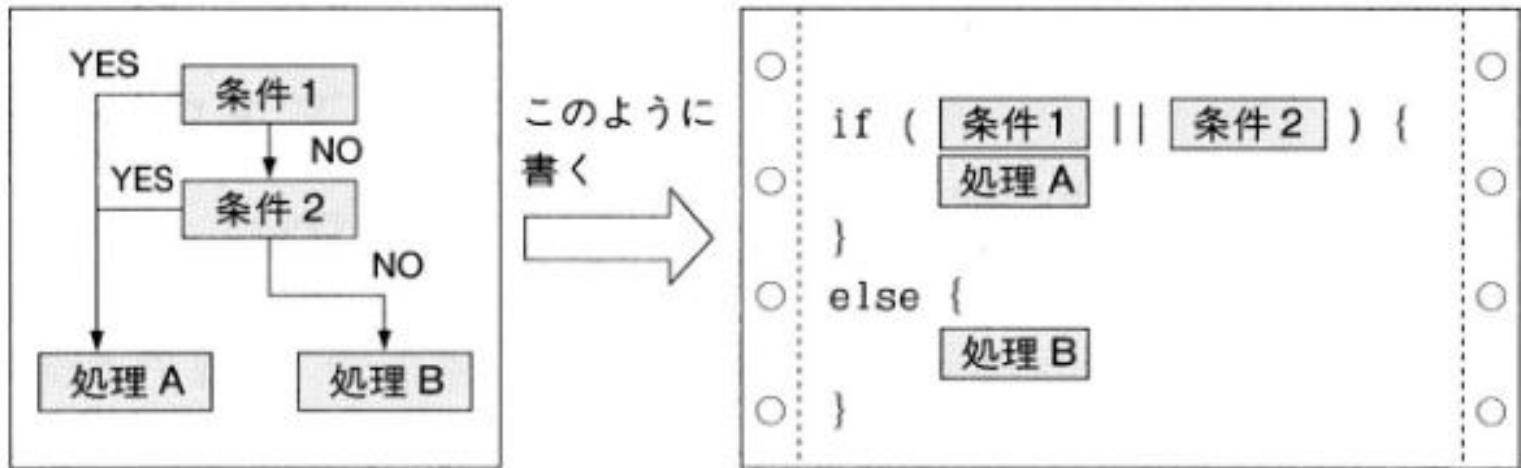 YES
条件1
NO
YES
条件2
NO
処理A
処理B
このように
書く
if ( 条件1 || 条件2 ) {
処理A
}
else {
処理B
}